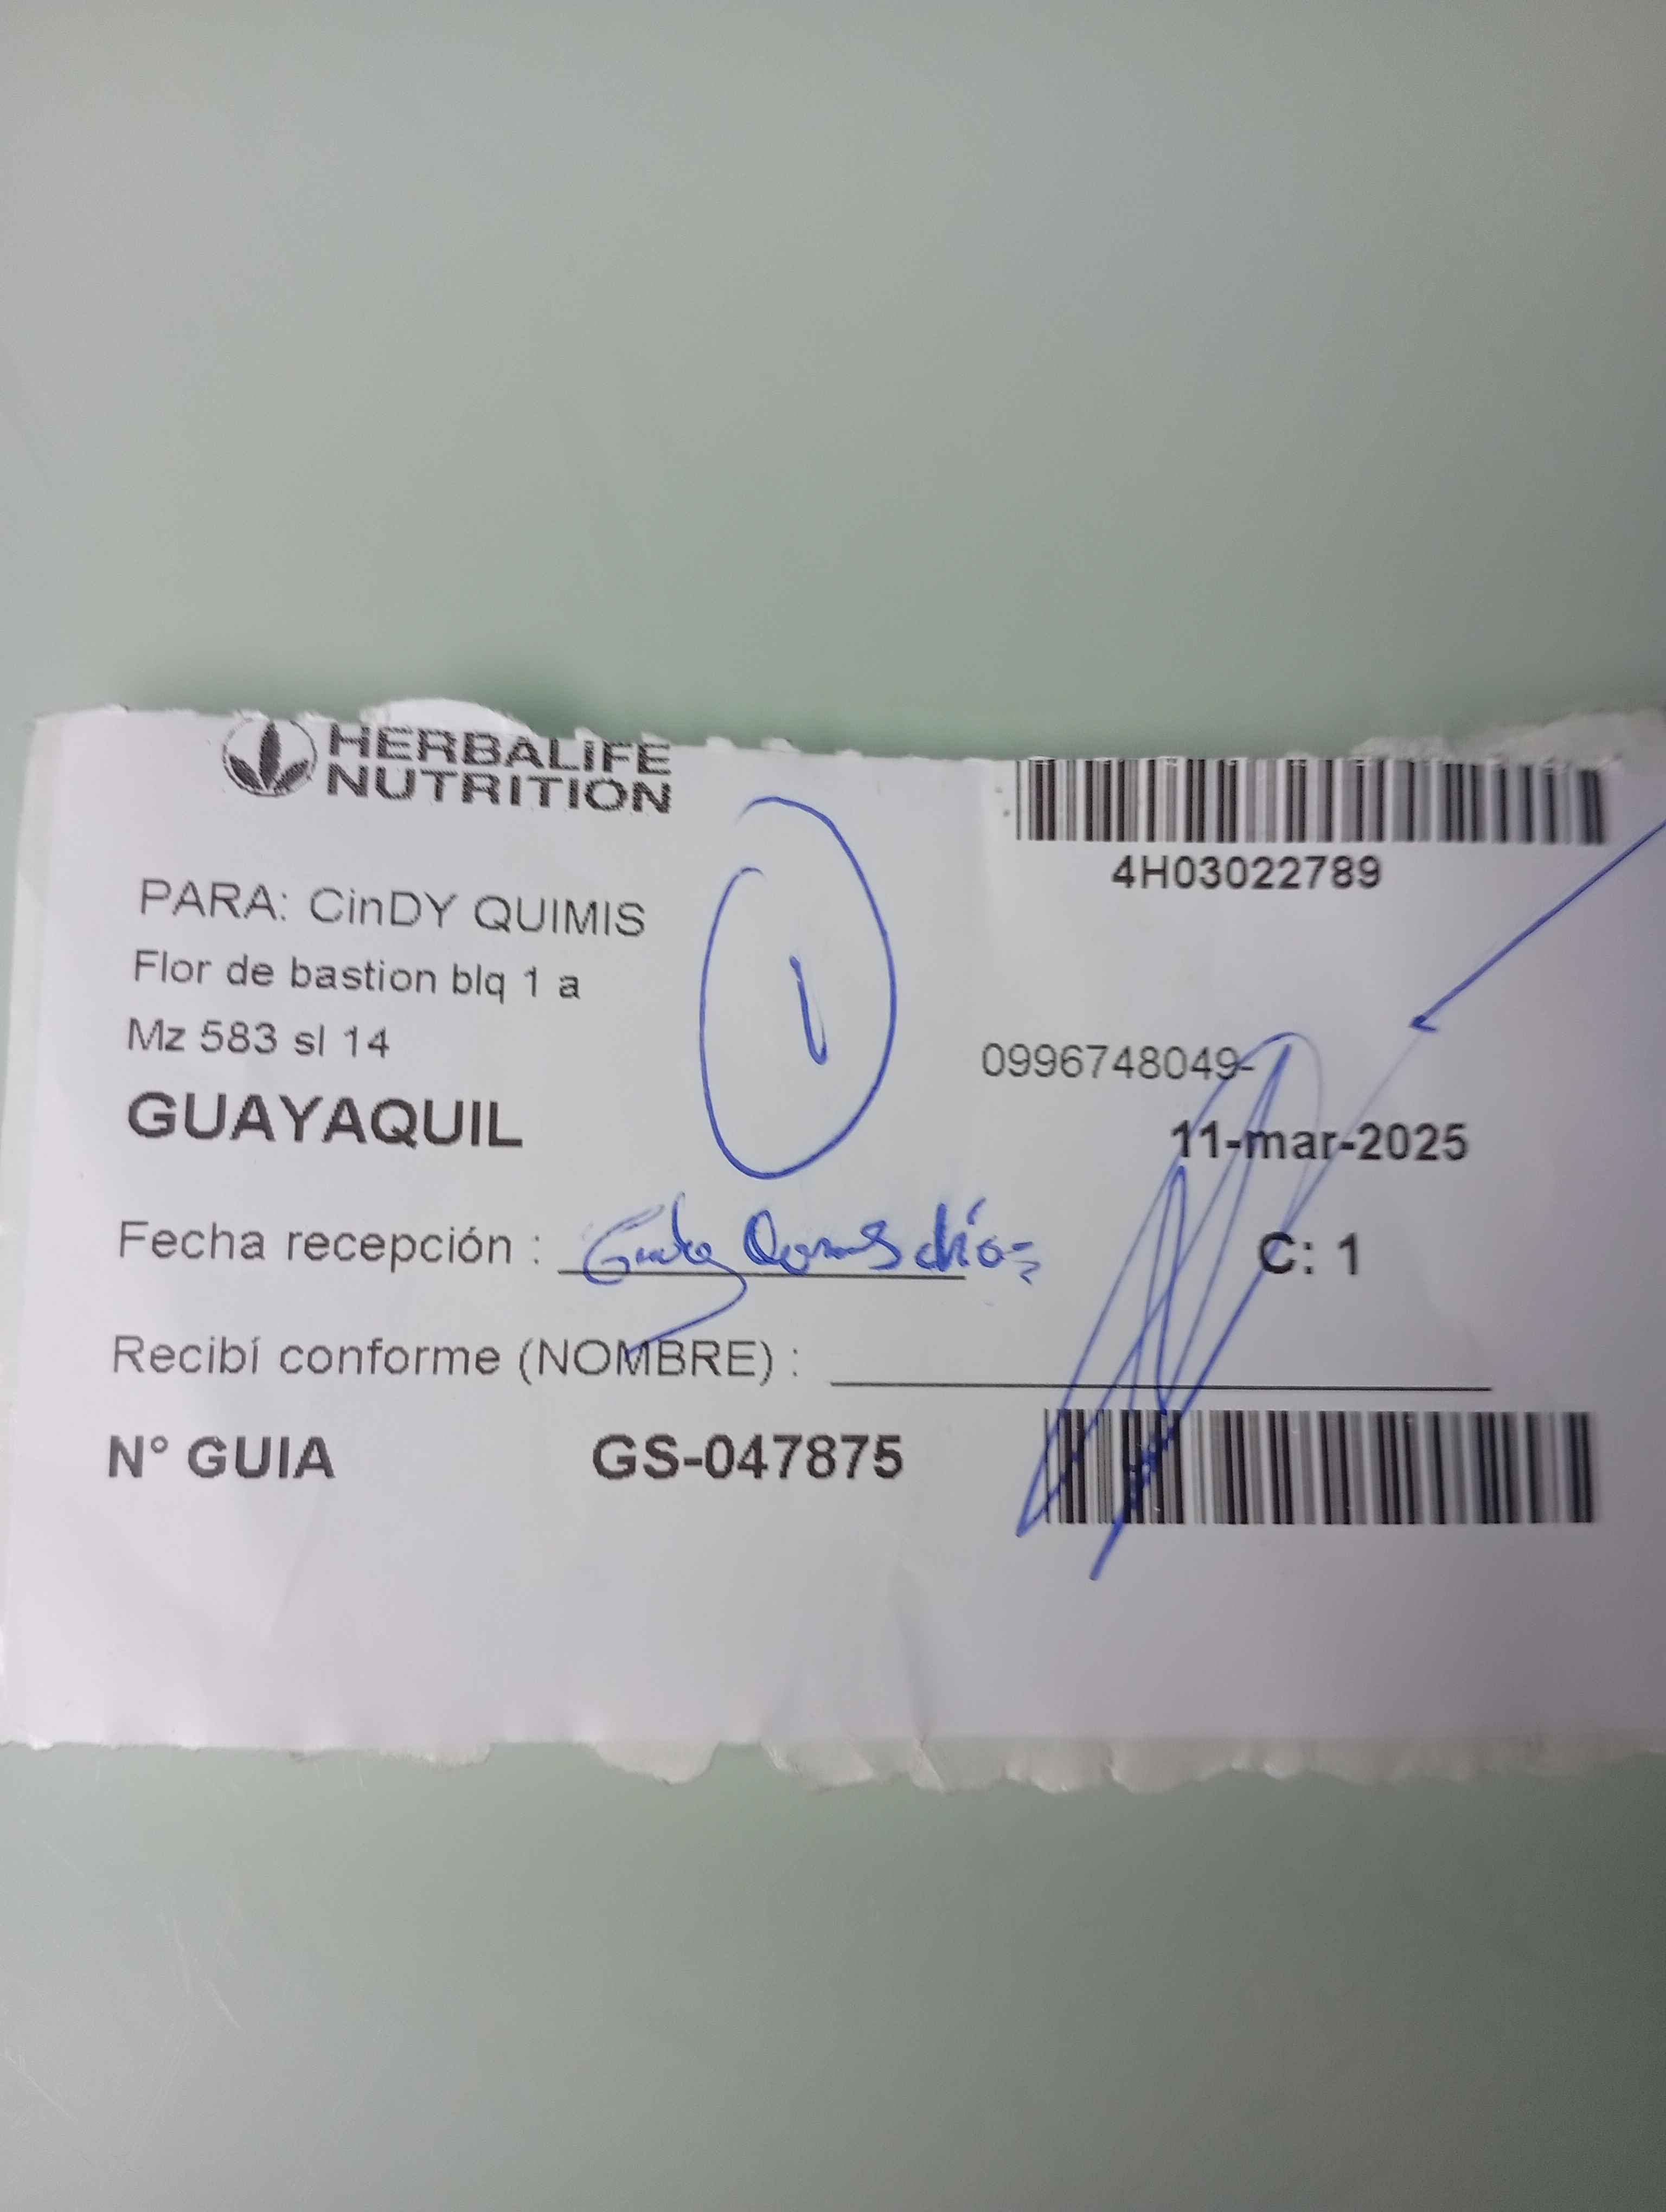 HERBALIFE
NUTRITION
4H03022789
PARA: CinDY QUIMIS
Flor de bastion blq 1 a
Mz 583 sl 14
1
0996748049-
GUAYAQUIL
11-mar-2025
Fecha recepción :
C: 1
Recibí conforme (NOMBRE) :
N° GUIA GS-047875